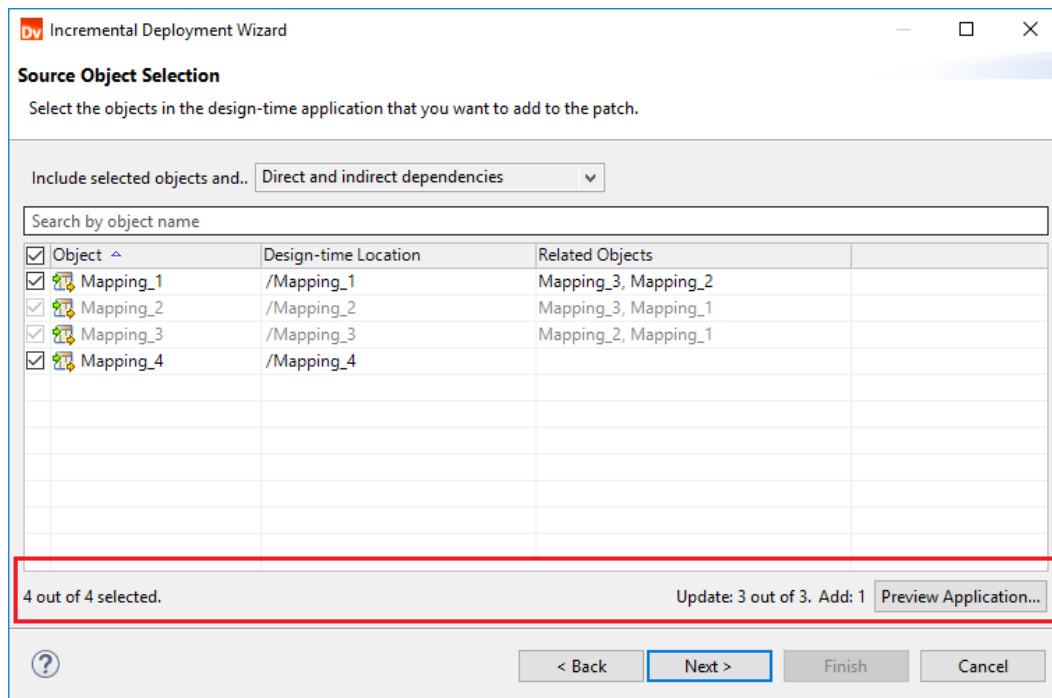 Dv Incremental Deployment Wizard
Source Object Selection
Select the objects in the design-time application that you want to add to the patch.
Include selected objects and.. Direct and indirect dependencies
Search by object name
Object Design-time Location Related Objects
Mapping_1 /Mapping_1 Mapping_3, Mapping_2
Mapping_2 /Mapping_2 Mapping_3, Mapping_1
Mapping_3 /Mapping_3 Mapping_2, Mapping_1
Mapping_4 /Mapping_4
4 out of 4 selected. Update: 3 out of 3. Add: 1 Preview Application...
? < Back Next > Finish Cancel